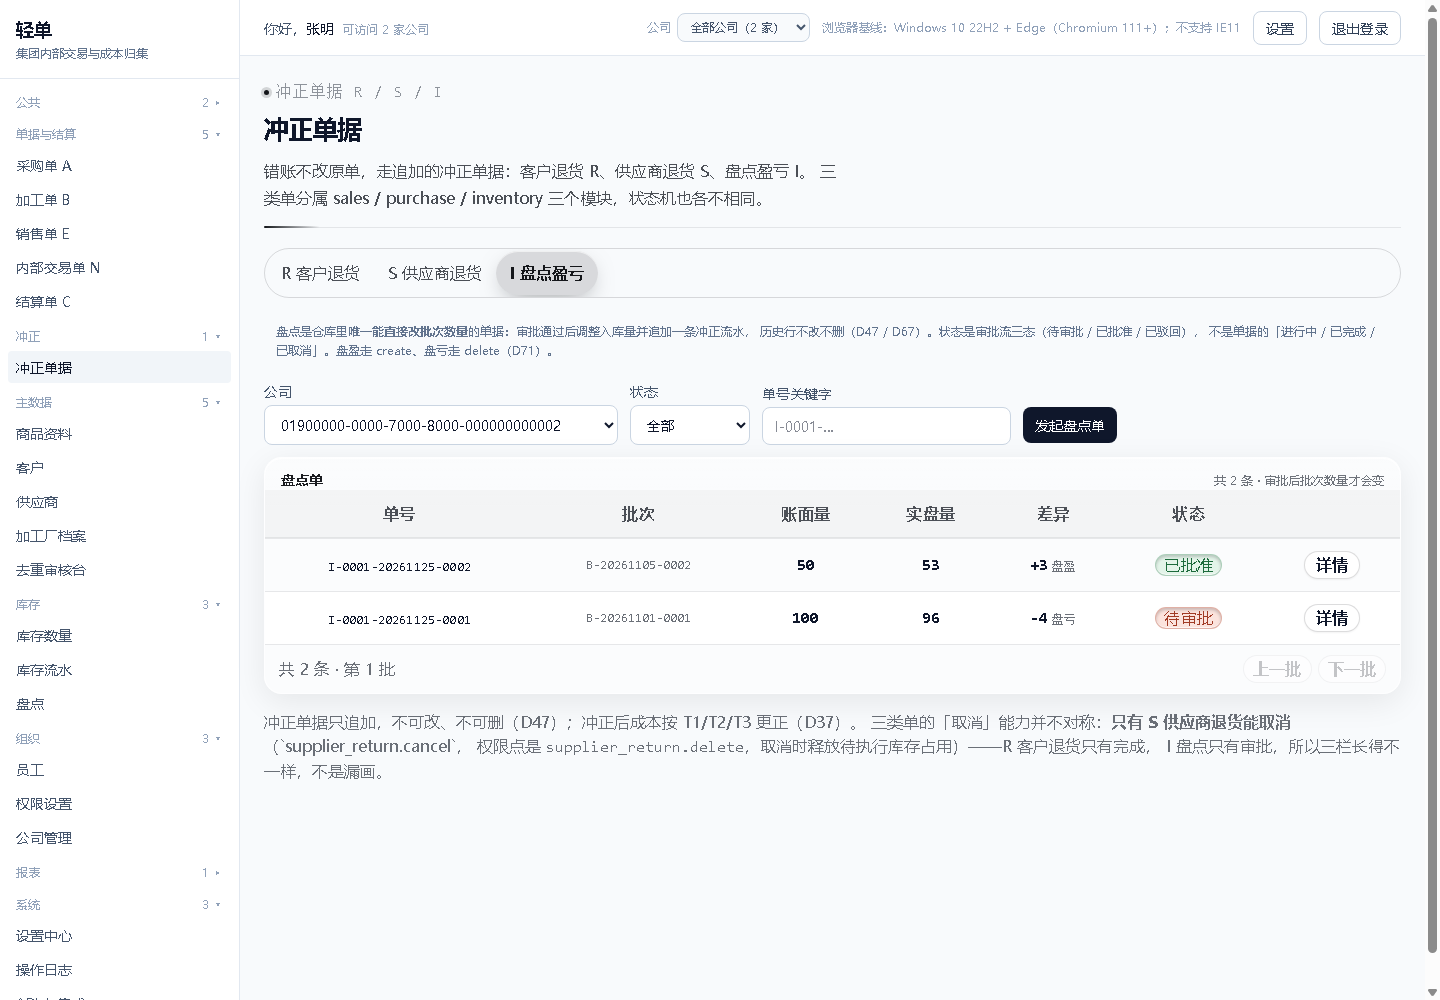 轻单
集团内部交易与成本归集
公共 2 ▸
单据与结算 5 ▾
采购单 A
加工单 B
销售单 E
内部交易单 N
结算单 C
冲正 1 ▾
冲正单据
主数据 5 ▾
商品资料
客户
供应商
加工厂档案
去重审核台
库存 3 ▾
库存数量
库存流水
盘点
组织 3 ▾
员工
权限设置
公司管理
报表 1 ▸
系统 3 ▾
设置中心
操作日志
你好，张明 可访问 2 家公司
公司 全部公司（2 家） 浏览器基线：Windows 10 22H2 + Edge（Chromium 111+）；不支持 IE11 设置 退出登录
冲正单据 R / S / I
冲正单据
错账不改原单，走追加的冲正单据：客户退货 R、供应商退货 S、盘点盈亏 I。 三
类单分属 sales / purchase / inventory 三个模块，状态机也各不相同。
R 客户退货 S 供应商退货 I 盘点盈亏
盘点是仓库里唯一能直接改批次数量的单据：审批通过后调整入库量并追加一条冲正流水， 历史行不改不删（D47 / D67）。状态是审批流三态（待审批 / 已批准 / 已驳回）， 不是单据的「进行中 / 已完成 /
已取消」。盘盈走 create、盘亏走 delete（D71）。
公司 状态 单号关键字
01900000-0000-7000-8000-000000000002 全部 I-0001-... 发起盘点单
盘点单 共 2 条 · 审批后批次数量才会变
单号 批次 账面量 实盘量 差异 状态
I-0001-20261125-0002 B-20261105-0002 50 53 +3 盘盈 已批准 详情
I-0001-20261125-0001 B-20261101-0001 100 96 -4 盘亏 待审批 详情
共 2 条 · 第 1 批 上一批 下一批
冲正单据只追加，不可改、不可删（D47）；冲正后成本按 T1/T2/T3 更正（D37）。 三类单的「取消」能力并不对称：只有 S 供应商退货能取消
（`supplier_return.cancel`， 权限点是 supplier_return.delete，取消时释放待执行库存占用）——R 客户退货只有完成， I 盘点只有审批，所以三栏长得不
一样，不是漏画。